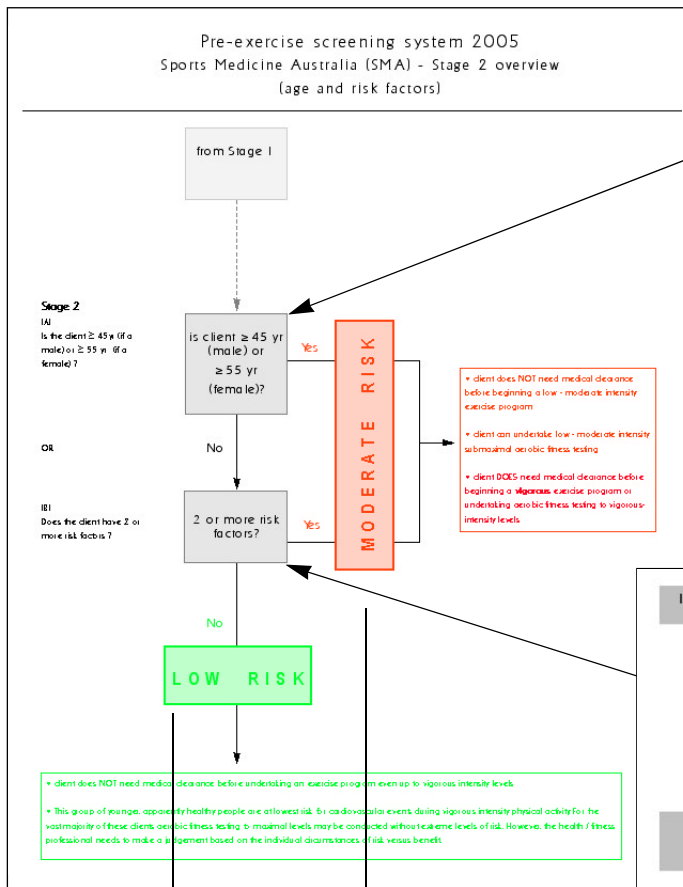 Pre-exercise screening system 2005
Sports Medicine Australia (SMA) - Stage 2 overview
(age and risk factors)
from Stage 1
Stage 2
(A)
Is the client ≥ 45 yr (if a
male) or ≥ 55 yr (if a
female) ?
is client ≥ 45 yr
(male) or
≥ 55 yr
(female)?
Yes
MODERATE RISK
• client does NOT need medical clearance
before beginning a low - moderate intensity
exercise program
• client can undertake low - moderate intensity
submaximal aerobic fitness testing
• client DOES need medical clearance before
beginning a vigorous exercise program or
undertaking aerobic fitness testing to vigorous-
intensity levels
OR
No
(B)
Does the client have 2 or
more risk factors ?
2 or more risk
factors?
Yes
No
LOW RISK
• client does NOT need medical clearance before undertaking an exercise program even up to vigorous intensity levels
• This group of younger, apparently healthy people are at lowest risk for cardiovascular events during vigorous intensity physical activity For the
vast majority of these clients aerobic fitness testing to maximal levels may be conducted without extreme levels of risk. However, the health / fitness
professional needs to make a judgement based on the individual circumstances of risk versus benefit